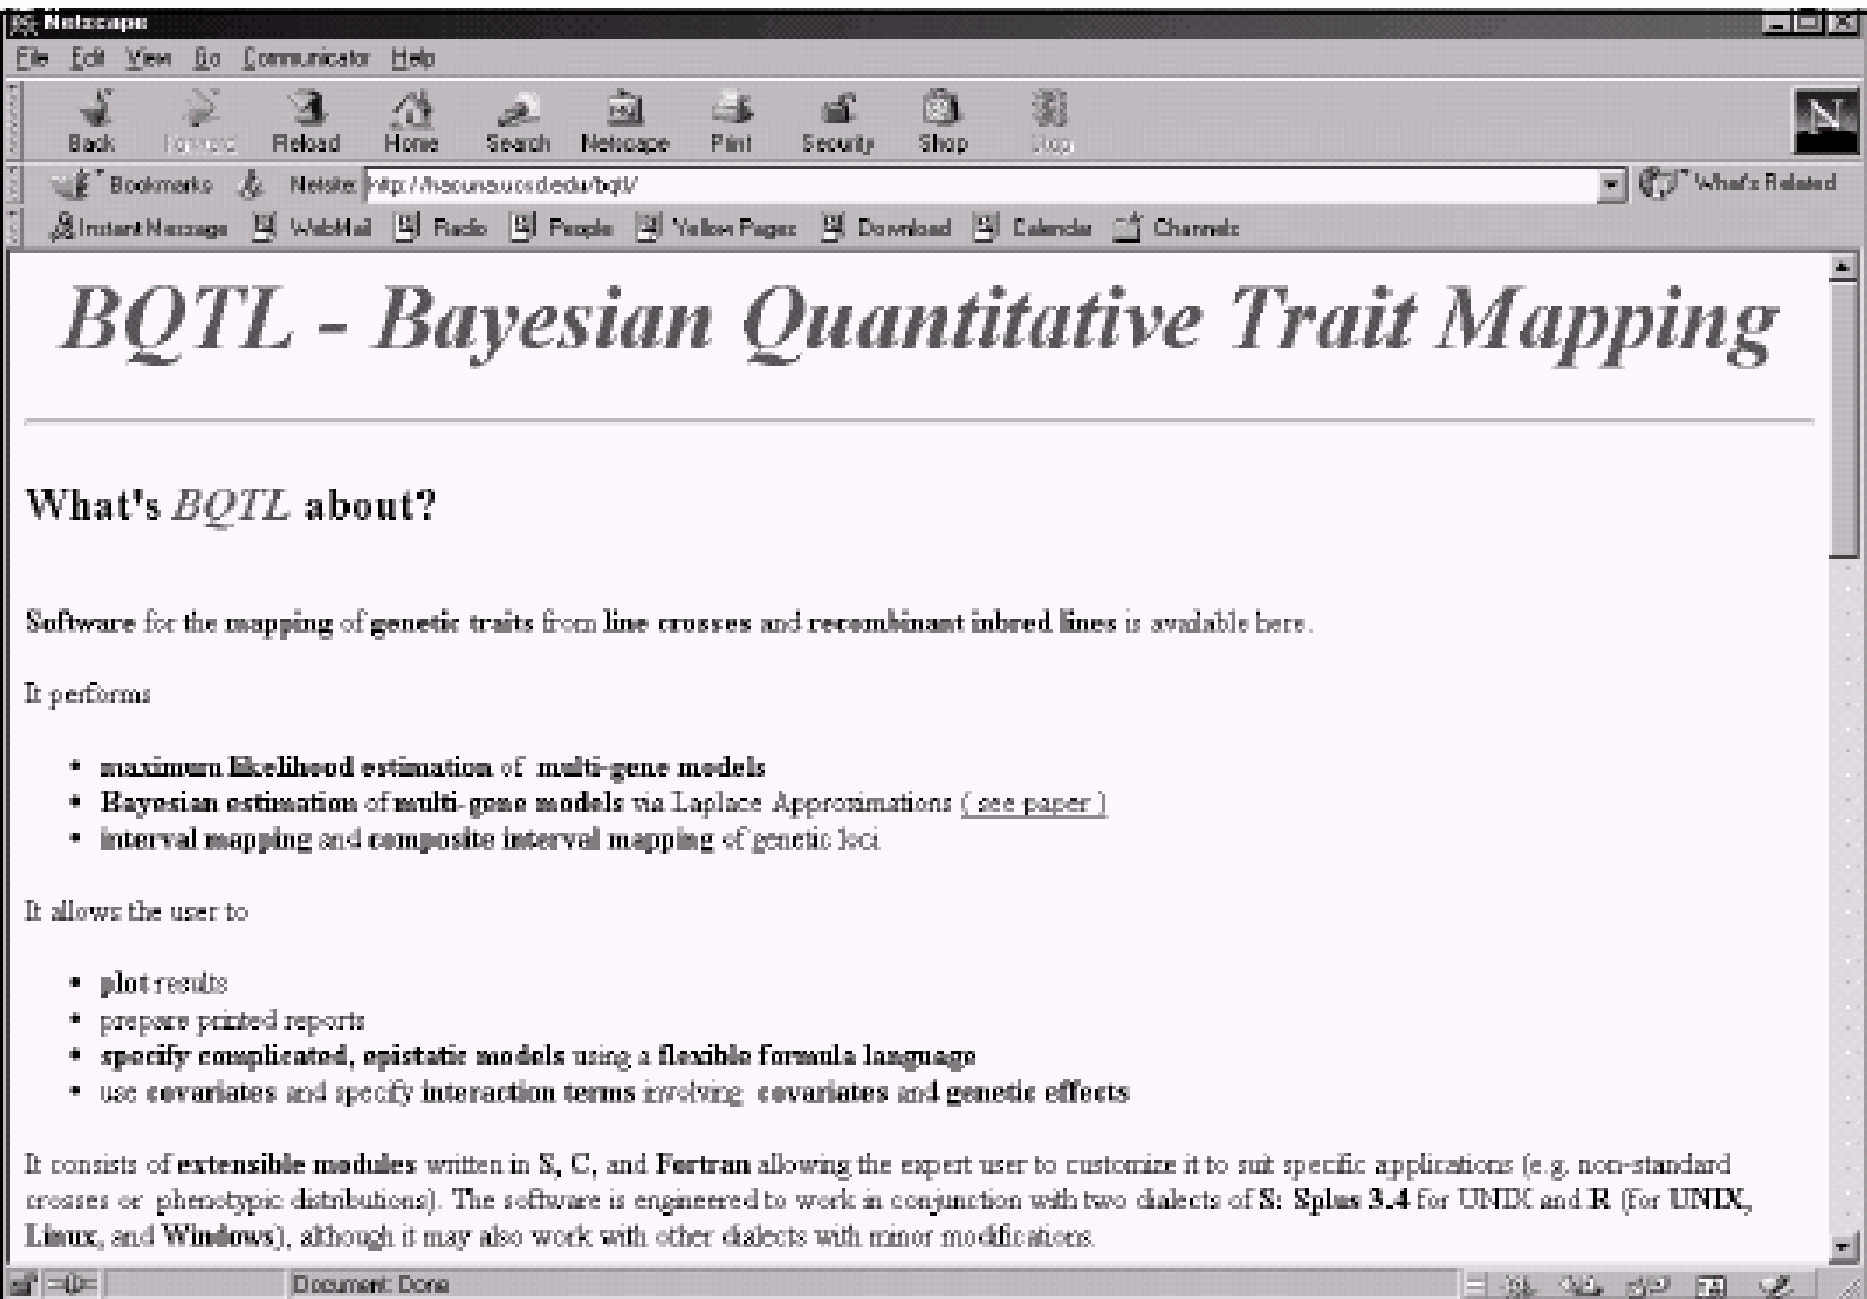 Netscape
File Edit View Go Communicator Help
Back Forward Reload Home Search Netscape Print Security Shop Stop
Bookmarks Netsite: http://hacuna.ucsd.edu/bqtl/ What's Related
Instant Message WebMail Radio People Yellow Pages Download Calendar Channels
BQTL - Bayesian Quantitative Trait Mapping
What's BQTL about?
Software for the mapping of genetic traits from line crosses and recombinant inbred lines is available here.
It performs
• maximum likelihood estimation of multi-gene models
• Bayesian estimation of multi-gene models via Laplace Approximations ( see paper )
• interval mapping and composite interval mapping of genetic loci
It allows the user to
• plot results
• prepare printed reports
• specify complicated, epistatic models using a flexible formula language
• use covariates and specify interaction terms involving covariates and genetic effects
It consists of extensible modules written in S, C, and Fortran allowing the expert user to customize it to suit specific applications (e.g. non-standard
crosses or phenotypic distributions). The software is engineered to work in conjunction with two dialects of S: Splus 3.4 for UNIX and R (for UNIX,
Linux, and Windows), although it may also work with other dialects with minor modifications.
Document: Done